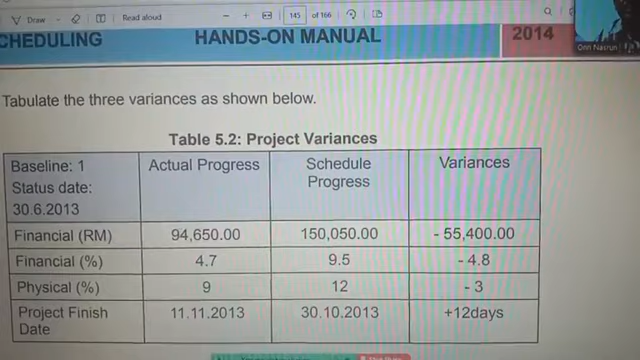 Draw
Read aloud
145 of 166
CHEDULING HANDS-ON MANUAL 2014
Onn Nasrun
Tabulate the three variances as shown below.
Table 5.2: Project Variances
Baseline: 1
Status date:
30.6.2013
Actual Progress
Schedule
Progress
Variances
Financial (RM) 94,650.00 150,050.00 - 55,400.00
Financial (%) 4.7 9.5 - 4.8
Physical (%) 9 12 - 3
Project Finish
Date
11.11.2013 30.10.2013 +12days